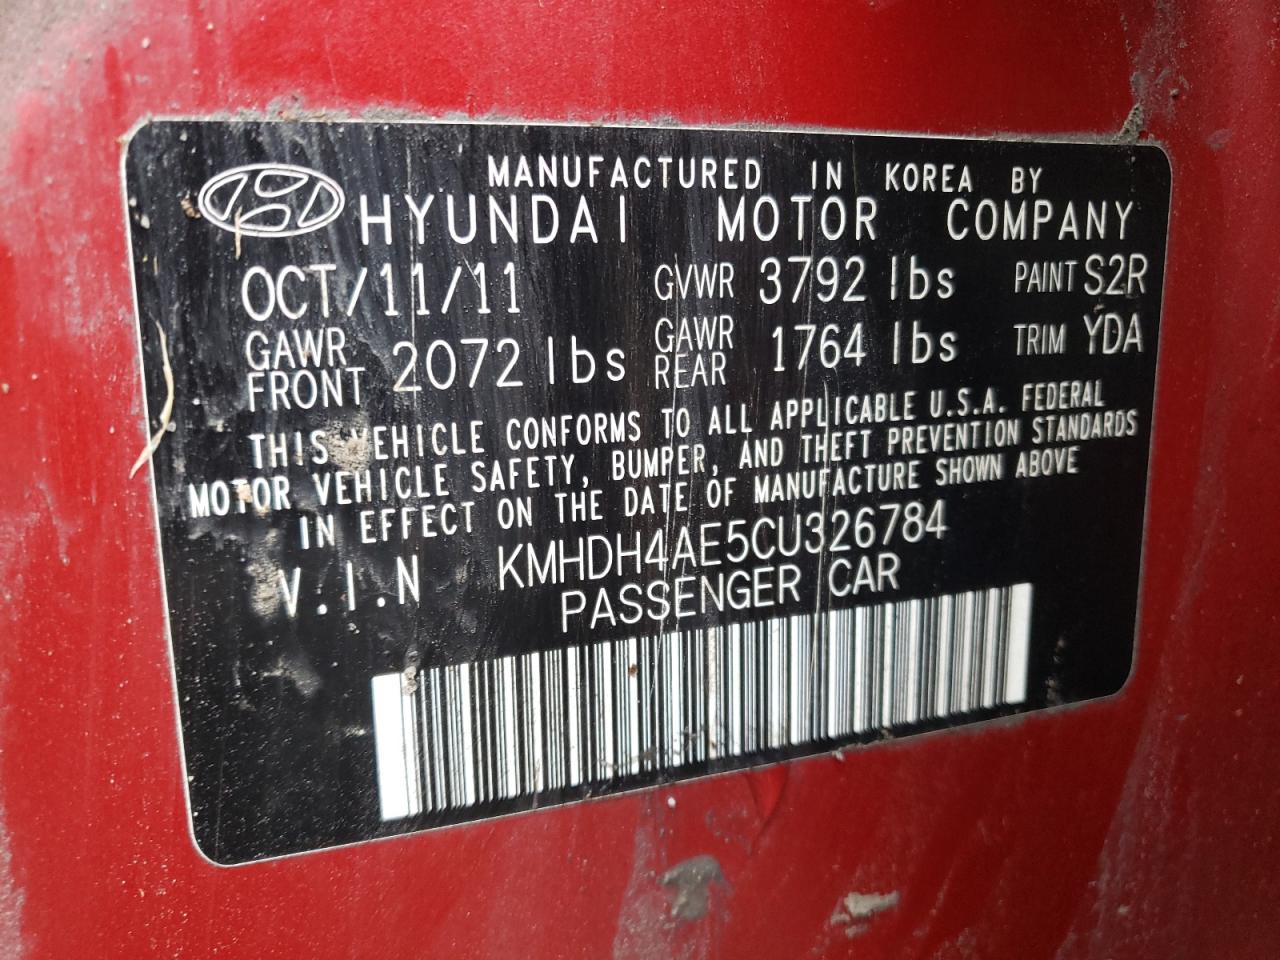 MANUFACTURED IN KOREA BY
HYUNDAI MOTOR COMPANY
OCT/11/11 GVWR 3792 lbs PAINT S2R
GAWR FRONT 2072 lbs GAWR REAR 1764 lbs TRIM YDA
THIS VEHICLE CONFORMS TO ALL APPLICABLE U.S.A. FEDERAL
MOTOR VEHICLE SAFETY, BUMPER, AND THEFT PREVENTION STANDARDS
IN EFFECT ON THE DATE OF MANUFACTURE SHOWN ABOVE
V.I.N KMHDH4AE5CU326784
PASSENGER CAR